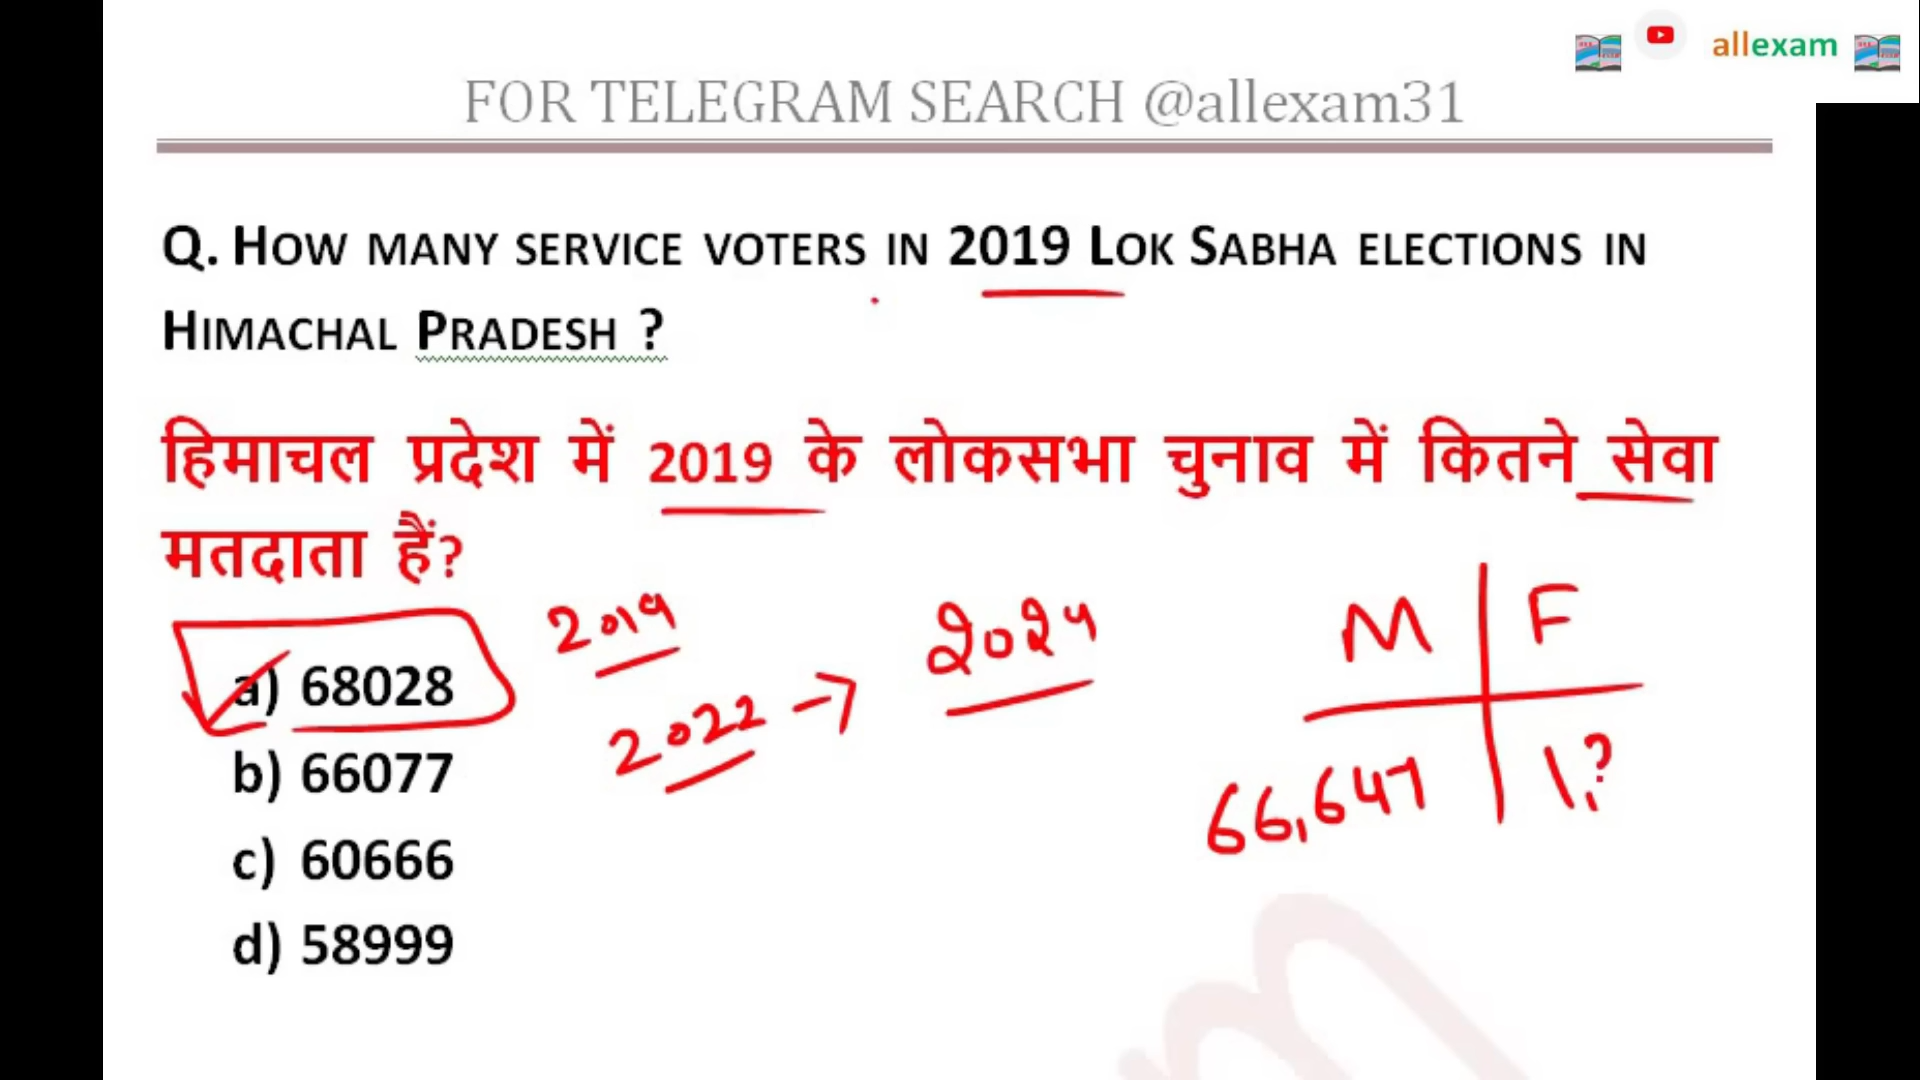 allexam
FOR TELEGRAM SEARCH @allexam31
Q. HOW MANY SERVICE VOTERS IN 2019 LOK SABHA ELECTIONS IN
HIMACHAL PRADESH ?
हिमाचल प्रदेश में 2019 के लोकसभा चुनाव में कितने सेवा
मतदाता हैं?
a) 68028
b) 66077
c) 60666
d) 58999
2019
2022 → 2024
M F
66,647 1,?